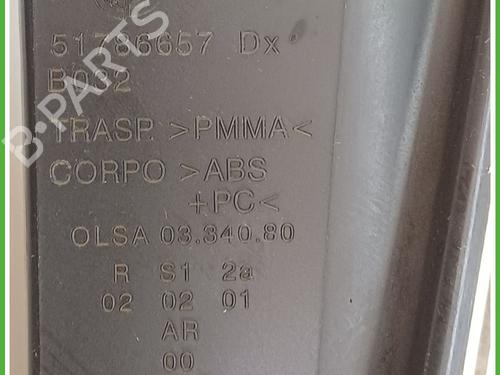 51786657 Dx
TRASP. >PMMA<
CORPO >ABS
+PC<
OLSA 03.340.80
R S1 2a
02 02 01
AR
00
B-PARTS